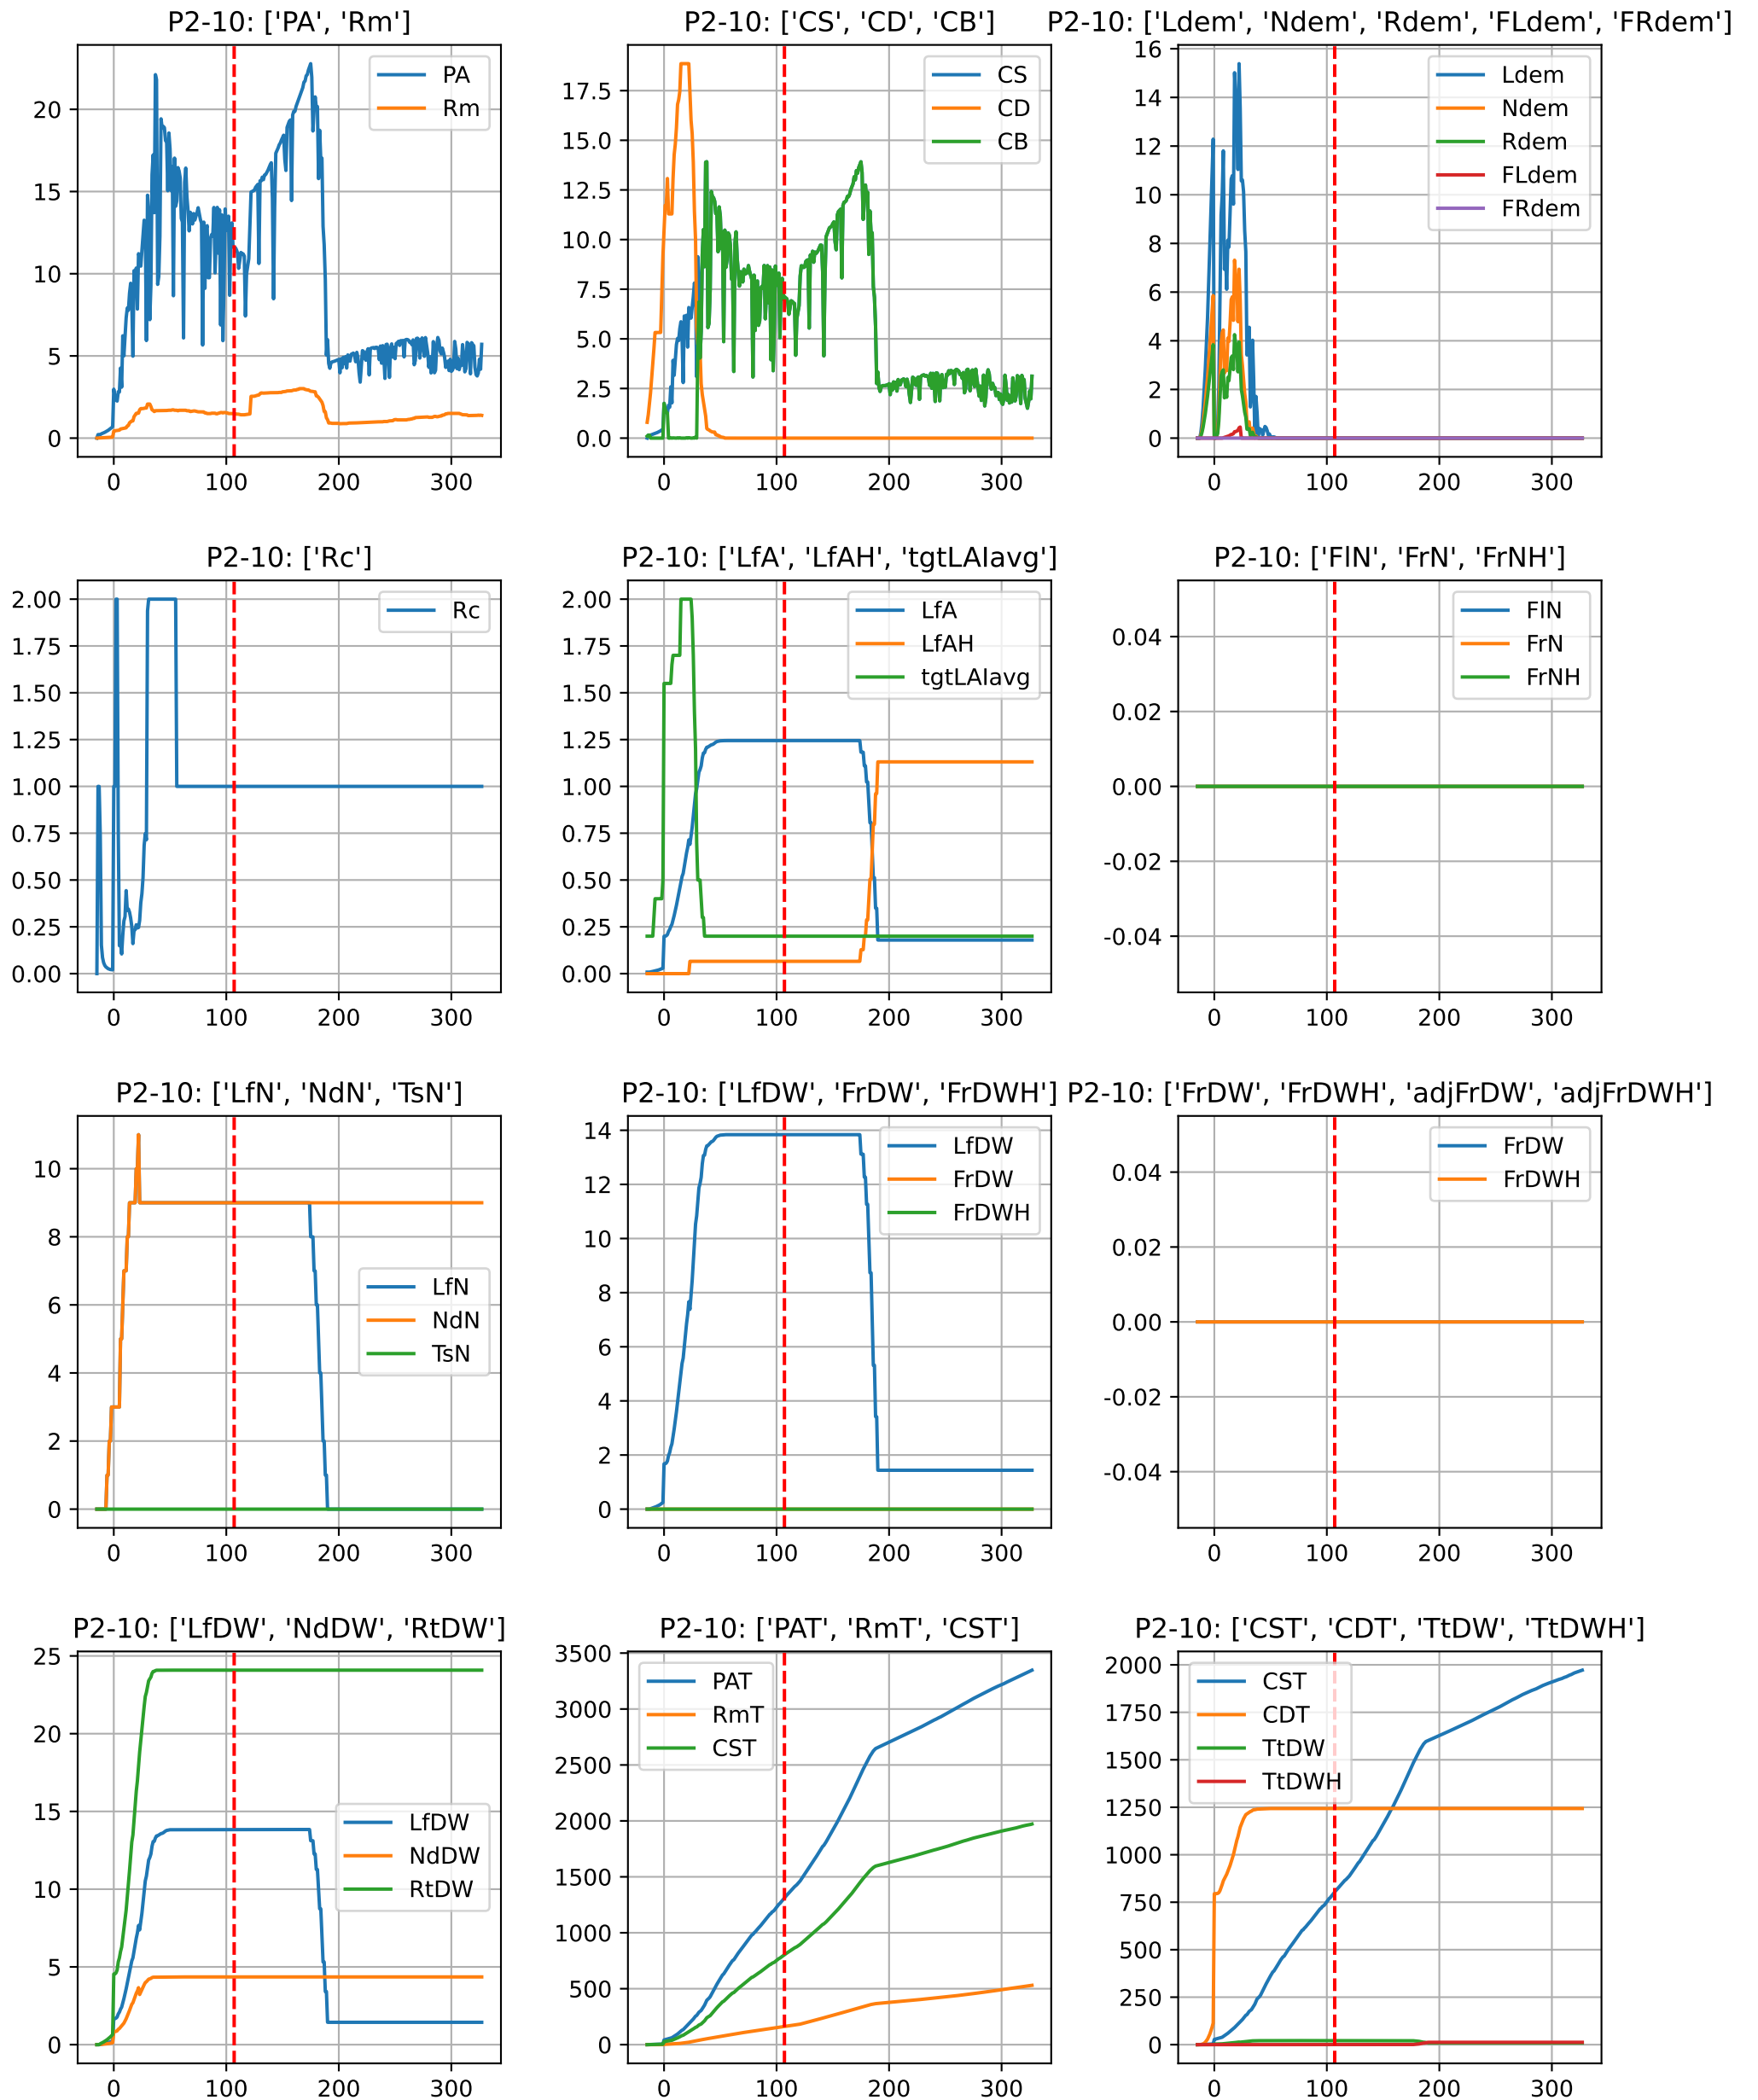 P2-10: ['PA', 'Rm']
PA
Rm
0
5
10
15
20
0
100
200
300
P2-10: ['CS', 'CD', 'CB']
CS
CD
CB
0.0
2.5
5.0
7.5
10.0
12.5
15.0
17.5
0
100
200
300
P2-10: ['Ldem', 'Ndem', 'Rdem', 'FLdem', 'FRdem']
Ldem
Ndem
Rdem
FLdem
FRdem
0
2
4
6
8
10
12
14
16
0
100
200
300
P2-10: ['Rc']
Rc
0.00
0.25
0.50
0.75
1.00
1.25
1.50
1.75
2.00
0
100
200
300
P2-10: ['LfA', 'LfAH', 'tgtLAIavg']
LfA
LfAH
tgtLAIavg
0.00
0.25
0.50
0.75
1.00
1.25
1.50
1.75
2.00
0
100
200
300
P2-10: ['FlN', 'FrN', 'FrNH']
FlN
FrN
FrNH
-0.04
-0.02
0.00
0.02
0.04
0
100
200
300
P2-10: ['LfN', 'NdN', 'TsN']
LfN
NdN
TsN
0
2
4
6
8
10
0
100
200
300
P2-10: ['LfDW', 'FrDW', 'FrDWH']
LfDW
FrDW
FrDWH
0
2
4
6
8
10
12
14
0
100
200
300
P2-10: ['FrDW', 'FrDWH', 'adjFrDW', 'adjFrDWH']
FrDW
FrDWH
-0.04
-0.02
0.00
0.02
0.04
0
100
200
300
P2-10: ['LfDW', 'NdDW', 'RtDW']
LfDW
NdDW
RtDW
0
5
10
15
20
25
0
100
200
300
P2-10: ['PAT', 'RmT', 'CST']
PAT
RmT
CST
0
500
1000
1500
2000
2500
3000
3500
0
100
200
300
P2-10: ['CST', 'CDT', 'TtDW', 'TtDWH']
CST
CDT
TtDW
TtDWH
0
250
500
750
1000
1250
1500
1750
2000
0
100
200
300